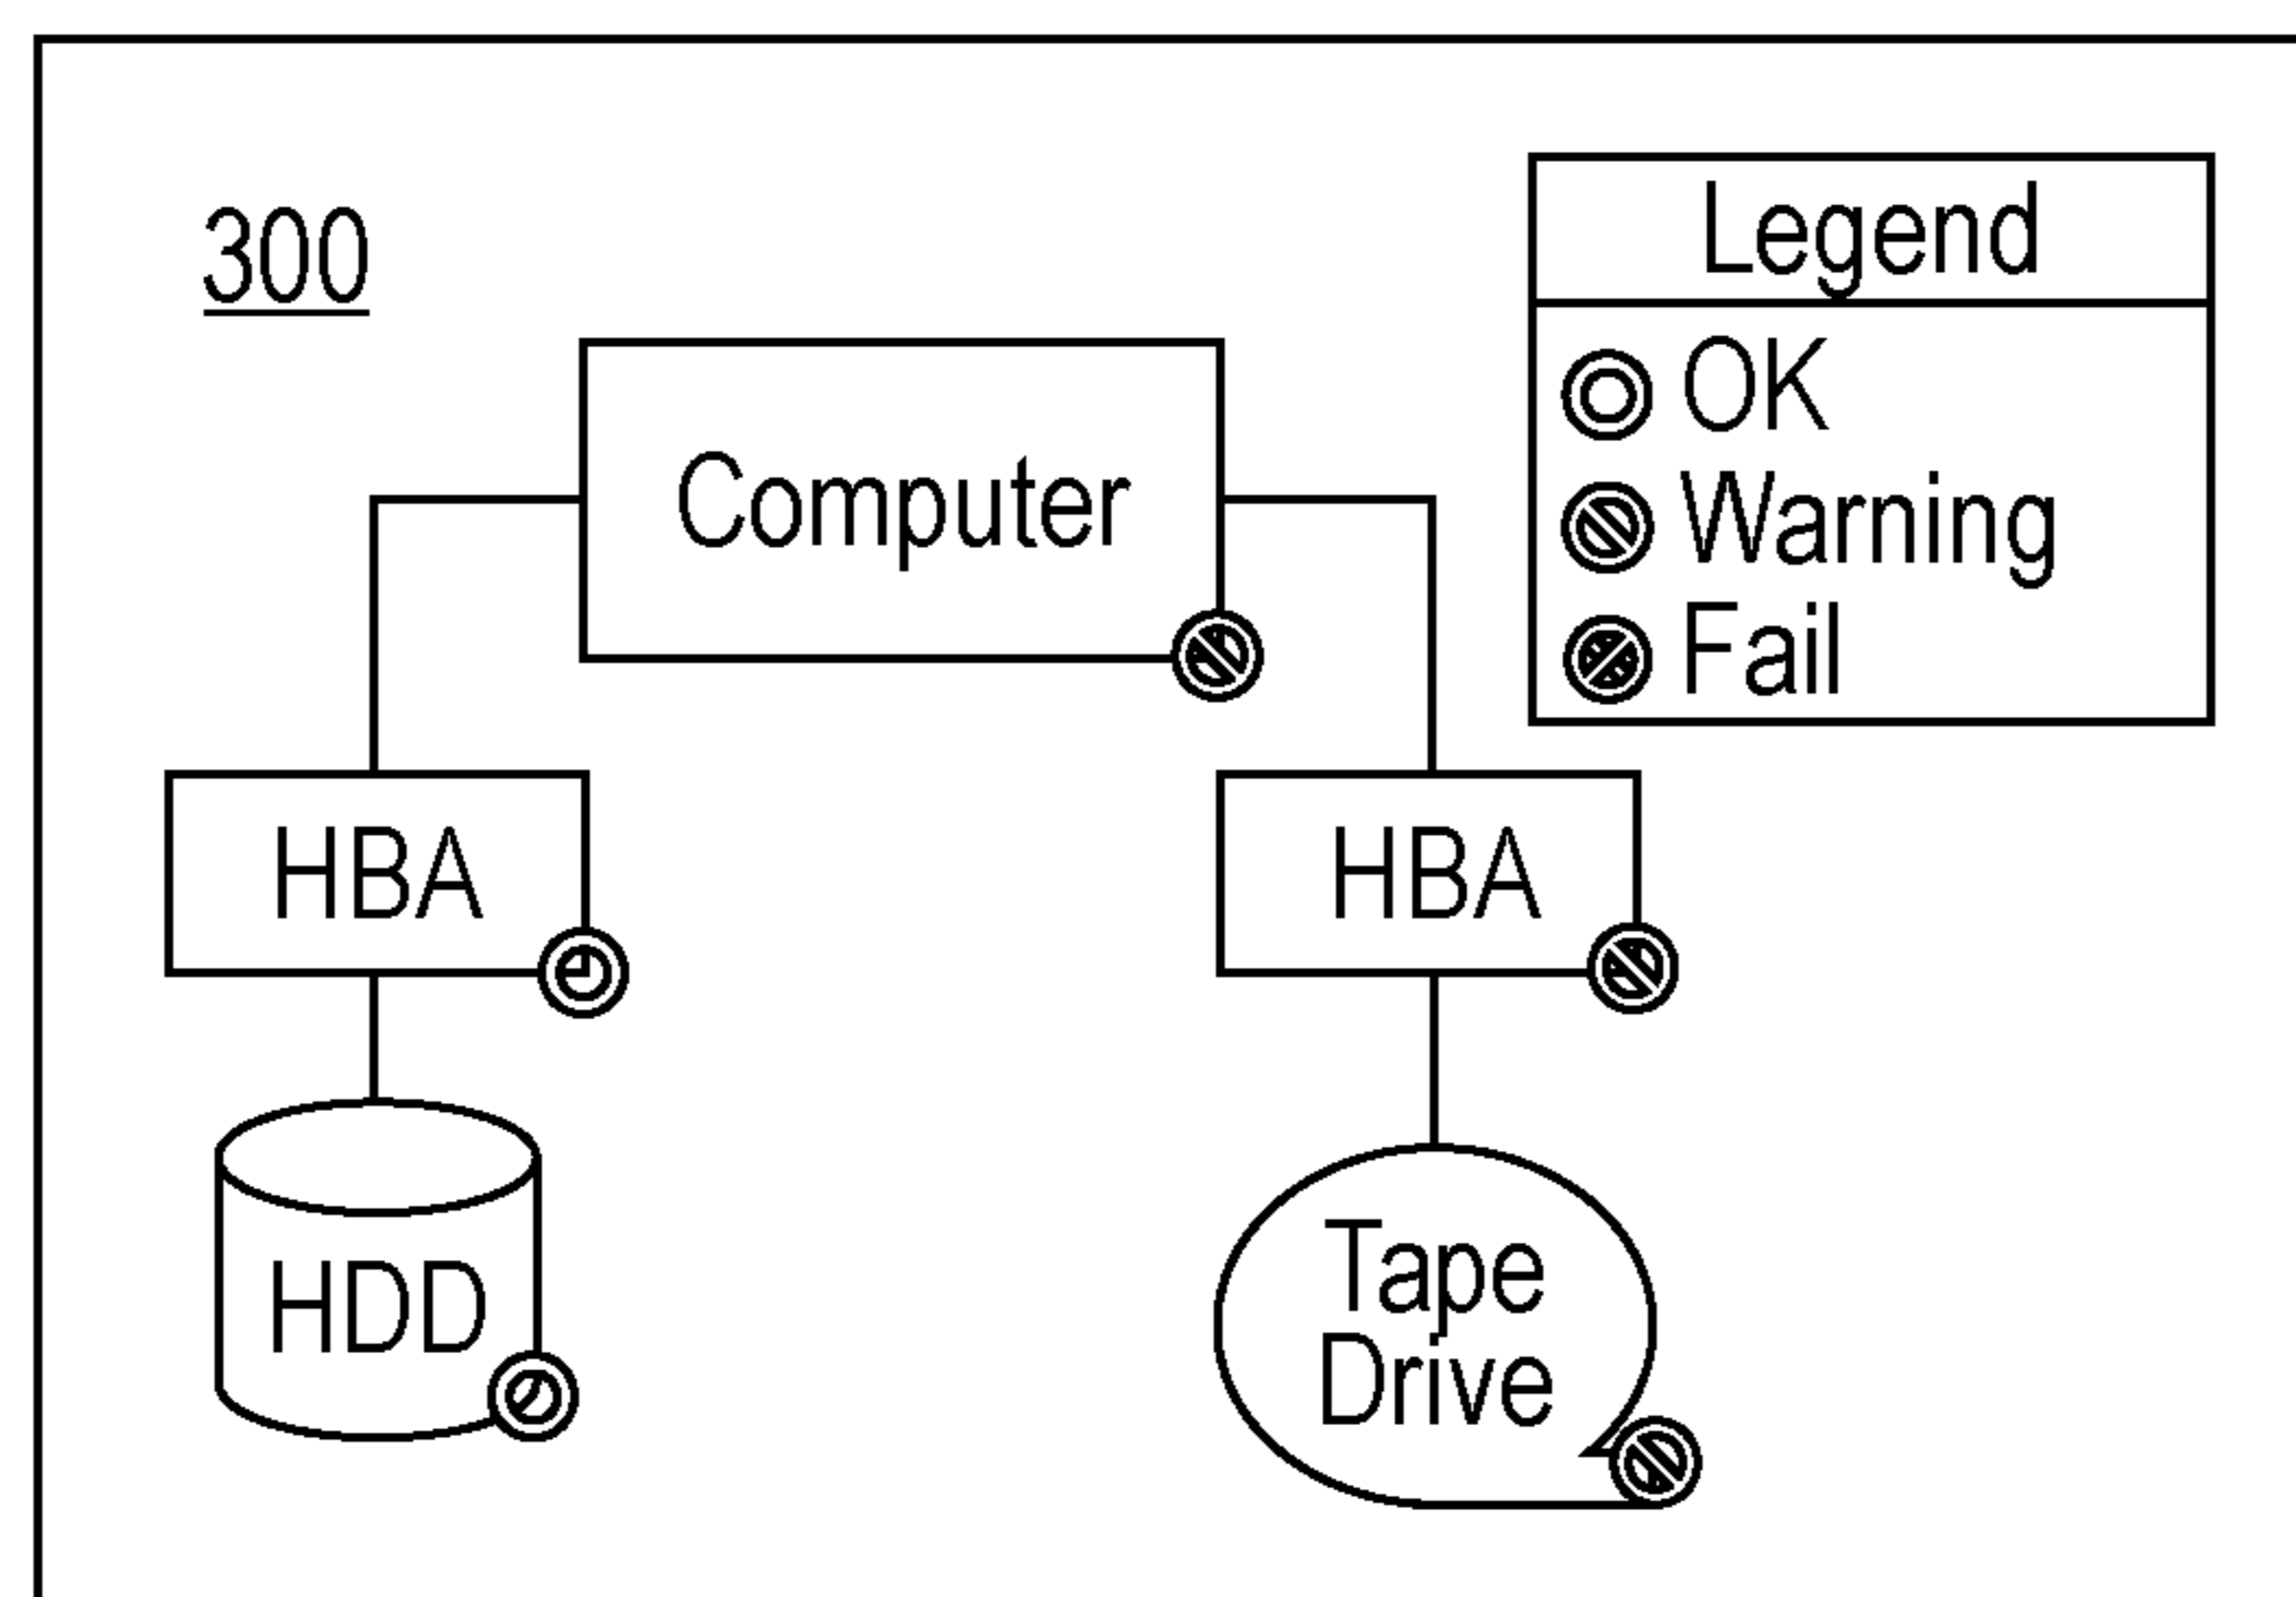 300
Legend
OK
Warning
Fail
Computer
HBA
HBA
HDD
Tape
Drive